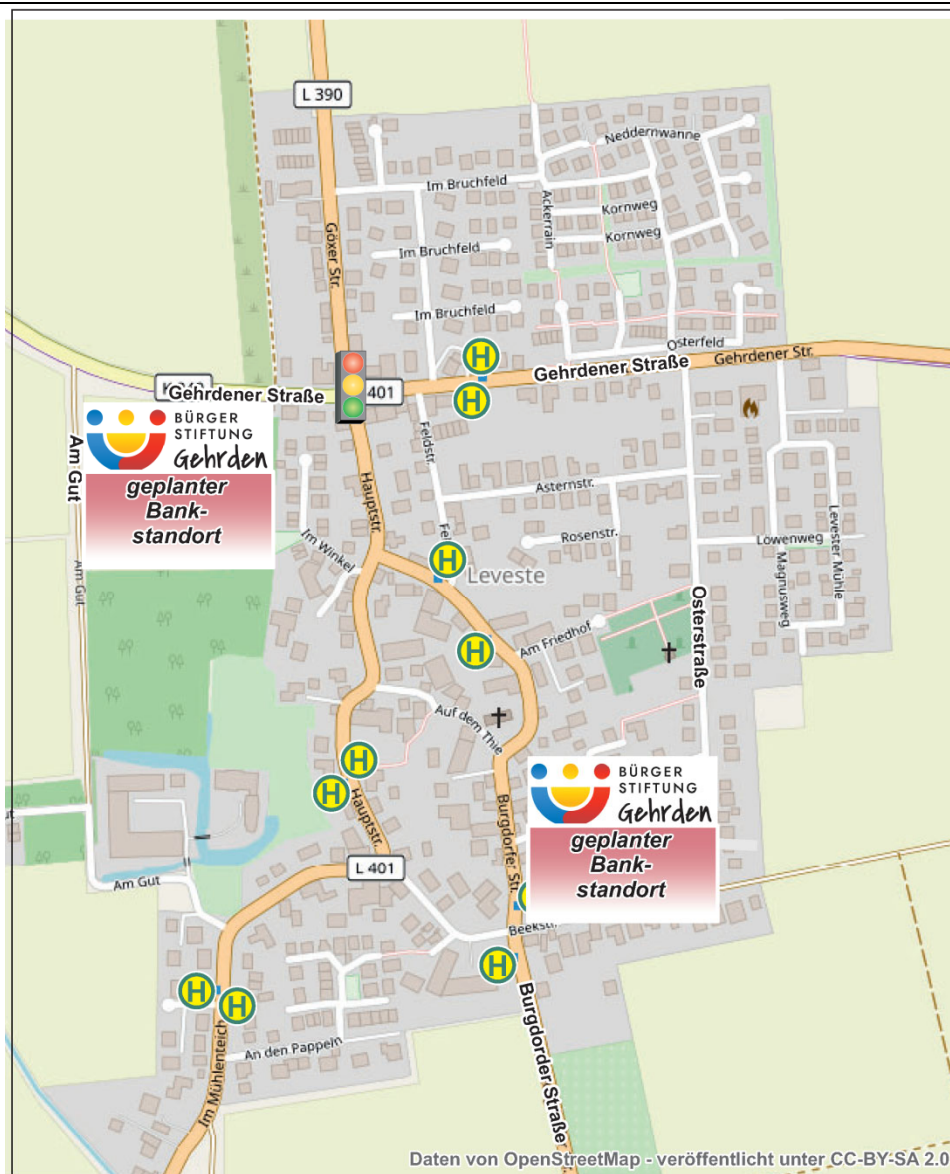 L 390
Neddernwanne
Im Bruchfeld
Ackerrain
Kornweg
Göxer Str.
Kornweg
Im Bruchfeld
Im Bruchfeld
H
Osterfeld
Gehrdener Straße
Gehrdener Str.
Gehrdener Straße
401
H
BÜRGER
STIFTUNG
Gehrden
geplanter
Bank-
standort
Am Gut
Feldstr.
Hauptstr.
Asternstr.
Rosenstr.
Im Winkel
Löwenweg
Levester Mühle
Magnusweg
H
Leveste
Am Gut
Osterstraße
Am Friedhof
H
Auf dem Thie
H
H
Hauptstr.
BÜRGER
STIFTUNG
Gehrden
geplanter
Bank-
standort
Burgdorfer Str.
L 401
Am Gut
H
H
H
Burgdorder Straße
An den Pappeln
Im Mühlenteich
Daten von OpenStreetMap - veröffentlicht unter CC-BY-SA 2.0